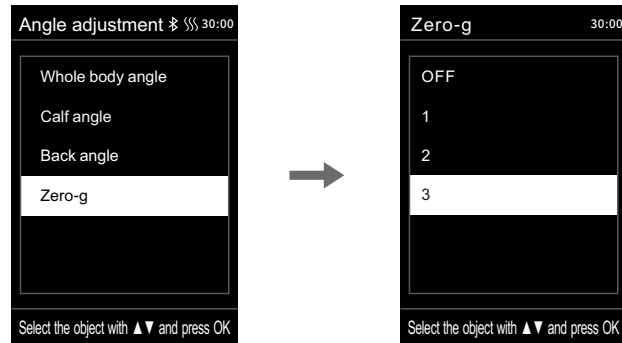 Angle adjustment 30:00
Whole body angle
Calf angle
Back angle
Zero-g
Select the object with ▲▼ and press OK
Zero-g 30:00
OFF
1
2
3
Select the object with ▲▼ and press OK